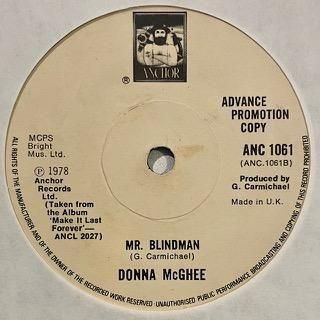 ANCHOR
®
ADVANCE
PROMOTION
COPY
ANC 1061
(ANC.1061B)
Produced by
G. Carmichael
Made in U.K.
MCPS
Bright
Mus. Ltd.
℗ 1978
Anchor
Records
Ltd.
(Taken from
the Album
'Make It Last
Forever'—
ANCL 2027)
MR. BLINDMAN
(G. Carmichael)
DONNA McGHEE
ALL RIGHTS OF THE MANUFACTURER AND OF THE OWNER OF THE RECORDED WORK RESERVED UNAUTHORISED PUBLIC PERFORMANCE BROADCASTING AND COPYING OF THIS RECORD PROHIBITED